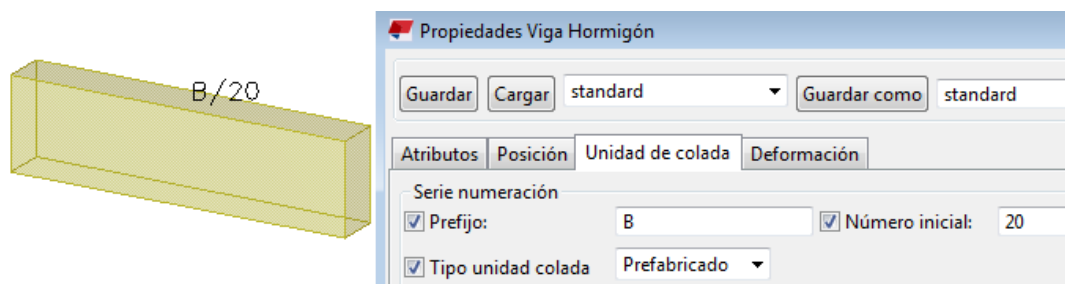 B/20
Propiedades Viga Hormigón
Guardar Cargar standard Guardar como standard
Atributos Posición Unidad de colada Deformación
Serie numeración
Prefijo: B Número inicial: 20
Tipo unidad colada Prefabricado